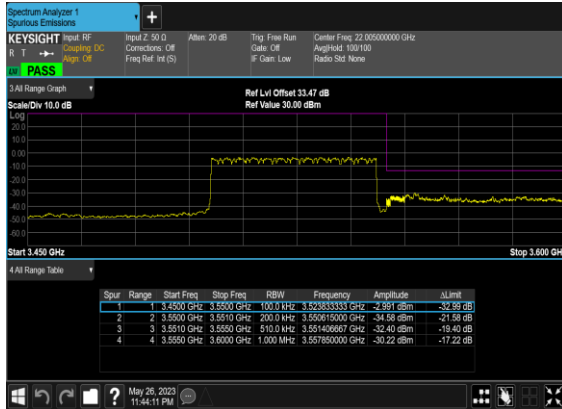 Spectrum Analyzer 1
Spurious Emissions
+
KEYSIGHT Input: RF Input Z: 50 Ω Atten: 20 dB Trig: Free Run Center Freq: 22.005000000 GHz
R T Coupling: DC Corrections: Off Gate: Off Avg|Hold: 100/100
Align: Off Freq Ref: Int (S) IF Gain: Low Radio Std: None
PASS
3 All Range Graph
Ref Lvl Offset 33.47 dB
Scale/Div 10.0 dB Ref Value 30.00 dBm
Log
20.0
10.0
0.00
-10.0
-20.0
-30.0
-40.0
-50.0
-60.0
Start 3.450 GHz Stop 3.600 GH
4 All Range Table
Spur Range Start Freq Stop Freq RBW Frequency Amplitude ΔLimit
1 1 3.4500 GHz 3.5500 GHz 100.0 kHz 3.523833333 GHz -2.991 dBm -32.99 dB
2 2 3.5500 GHz 3.5510 GHz 200.0 kHz 3.550615000 GHz -34.58 dBm -21.58 dB
3 3 3.5510 GHz 3.5550 GHz 510.0 kHz 3.551406667 GHz -32.40 dBm -19.40 dB
4 4 3.5550 GHz 3.6000 GHz 1.000 MHz 3.557850000 GHz -30.22 dBm -17.22 dB
? May 26, 2023
11:44:11 PM